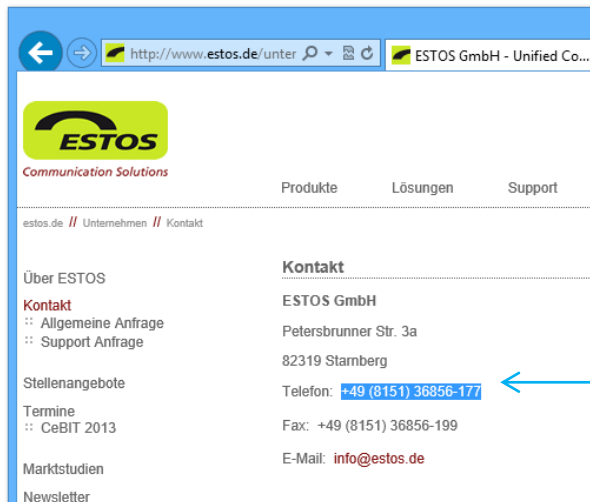 http://www.estos.de/unter
ESTOS GmbH - Unified Co...
ESTOS
Communication Solutions
Produkte Lösungen Support
estos.de // Unternehmen // Kontakt
Über ESTOS
Kontakt
:: Allgemeine Anfrage
:: Support Anfrage
Stellenangebote
Termine
:: CeBIT 2013
Marktstudien
Newsletter
Kontakt
ESTOS GmbH
Petersbrunner Str. 3a
82319 Starnberg
Telefon: +49 (8151) 36856-177
Fax: +49 (8151) 36856-199
E-Mail: info@estos.de